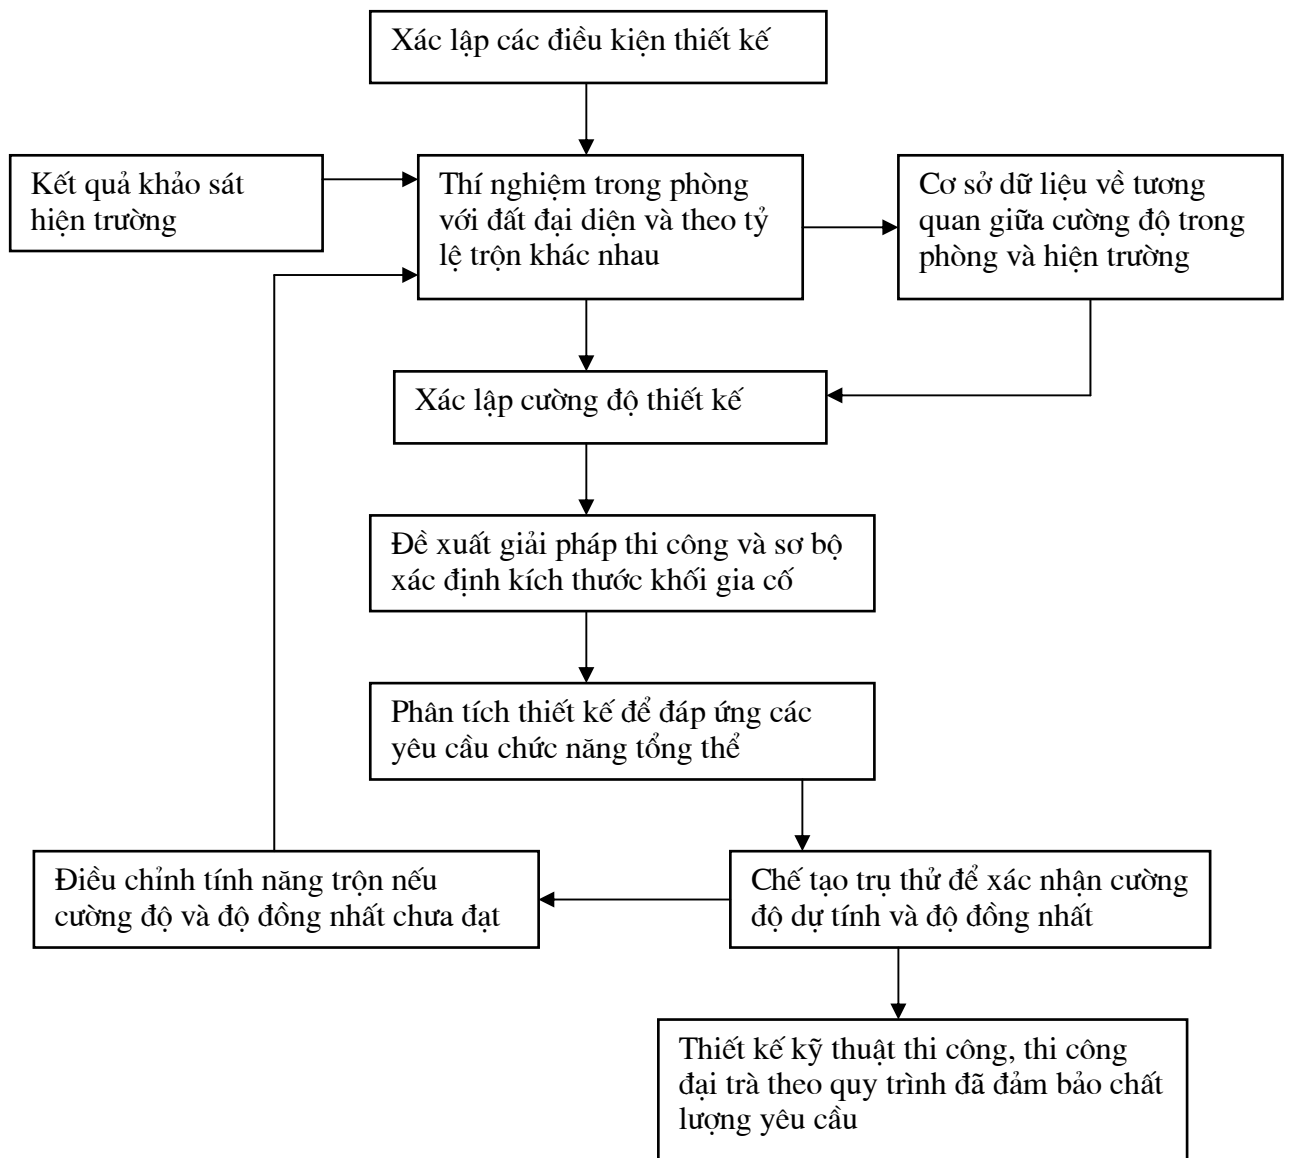 Xác lập các điều kiện thiết kế
Kết quả khảo sát
hiện trường
Thí nghiệm trong phòng
với đất đại diện và theo tỷ
lệ trộn khác nhau
Cơ sở dữ liệu về tương
quan giữa cường độ trong
phòng và hiện trường
Xác lập cường độ thiết kế
Đề xuất giải pháp thi công và sơ bộ
xác định kích thước khối gia cố
Phân tích thiết kế để đáp ứng các
yêu cầu chức năng tổng thể
Điều chỉnh tính năng trộn nếu
cường độ và độ đồng nhất chưa đạt
Chế tạo trụ thử để xác nhận cường
độ dự tính và độ đồng nhất
Thiết kế kỹ thuật thi công, thi công
đại trà theo quy trình đã đảm bảo chất
lượng yêu cầu